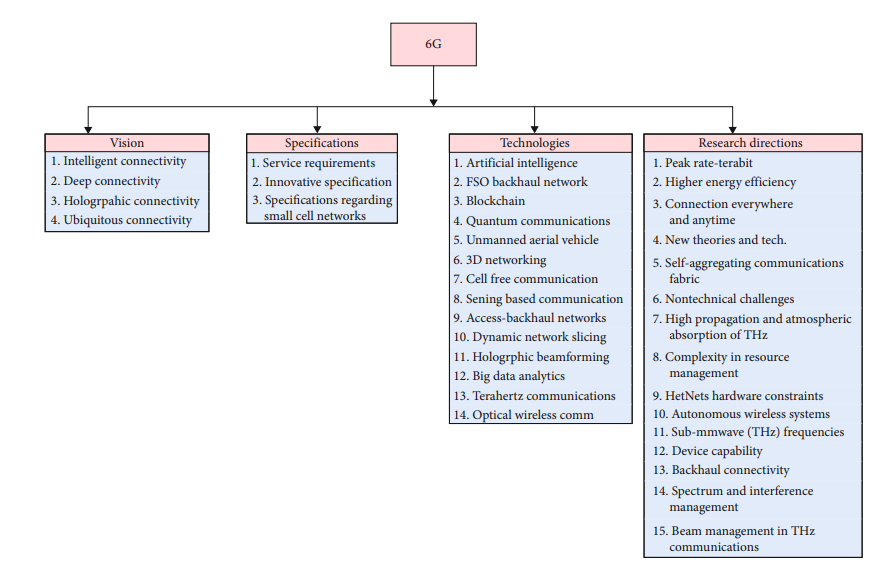 6G
Vision
1. Intelligent connectivity
2. Deep connectivity
3. Hologrpahic connectivity
4. Ubiquitous connectivity
Specifications
1. Service requirements
2. Innovative specification
3. Specifications regarding
small cell networks
Technologies
1. Artificial intelligence
2. FSO backhaul network
3. Blockchain
4. Quantum communications
5. Unmanned aerial vehicle
6. 3D networking
7. Cell free communication
8. Sening based communication
9. Access-backhaul networks
10. Dynamic network slicing
11. Hologrphic beamforming
12. Big data analytics
13. Terahertz communications
14. Optical wireless comm
Research directions
1. Peak rate-terabit
2. Higher energy efficiency
3. Connection everywhere
and anytime
4. New theories and tech.
5. Self-aggregating communications
fabric
6. Nontechnical challenges
7. High propagation and atmospheric
absorption of THz
8. Complexity in resource
management
9. HetNets hardware constraints
10. Autonomous wireless systems
11. Sub-mmwave (THz) frequencies
12. Device capability
13. Backhaul connectivity
14. Spectrum and interference
management
15. Beam management in THz
communications